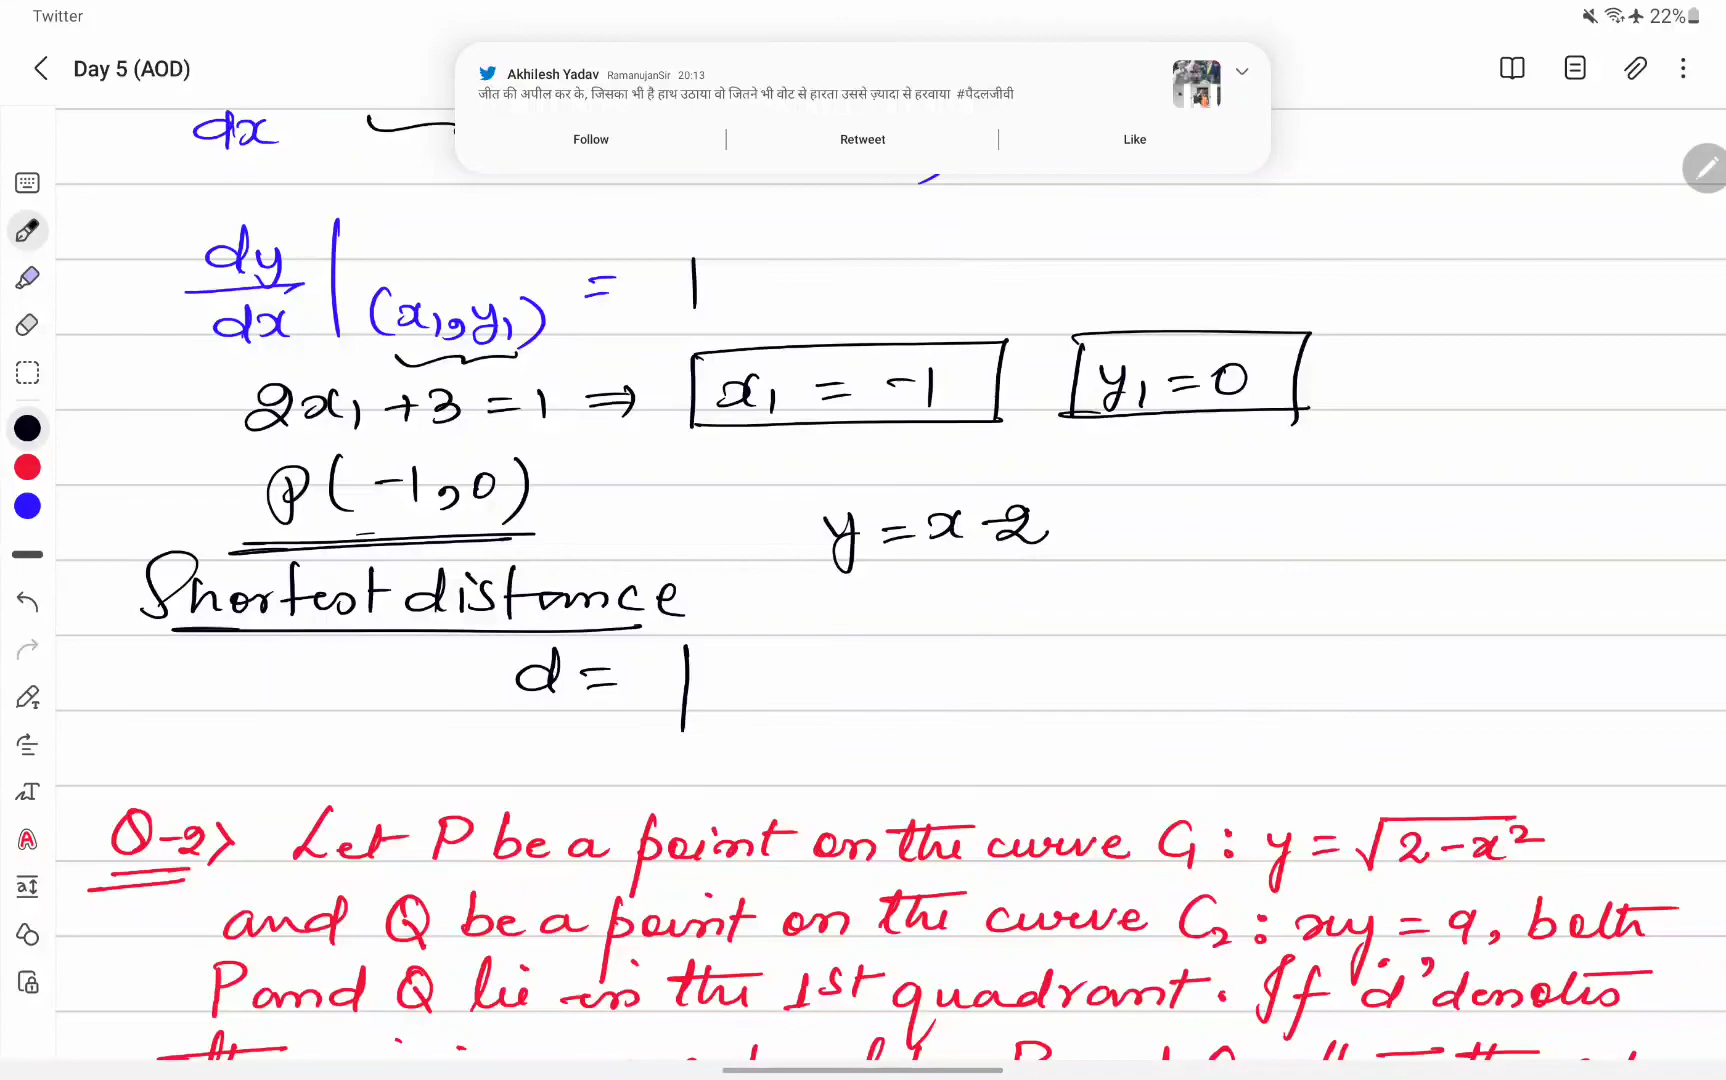 Twitter
22%
Day 5 (AOD)
Akhilesh Yadav RamanujanSir 20:13
जीत की अपील कर के, जिसका भी है हाथ उठाया वो जितने भी वोट से हारता उससे ज़्यादा से हरवाया #पैदलजीवी
Follow Retweet Like
dx
dy/dx | (x₁,y₁) = 1
2x₁ + 3 = 1 ⇒ x₁ = -1 y₁ = 0
P(-1,0)
y = x-2
Shortest distance
d = |
Q-2> Let P be a point on the curve C₁ : y = √2-x²
and Q be a point on the curve C₂ : xy = 9, both
P and Q lie in the 1st quadrant. If 'd' denotes